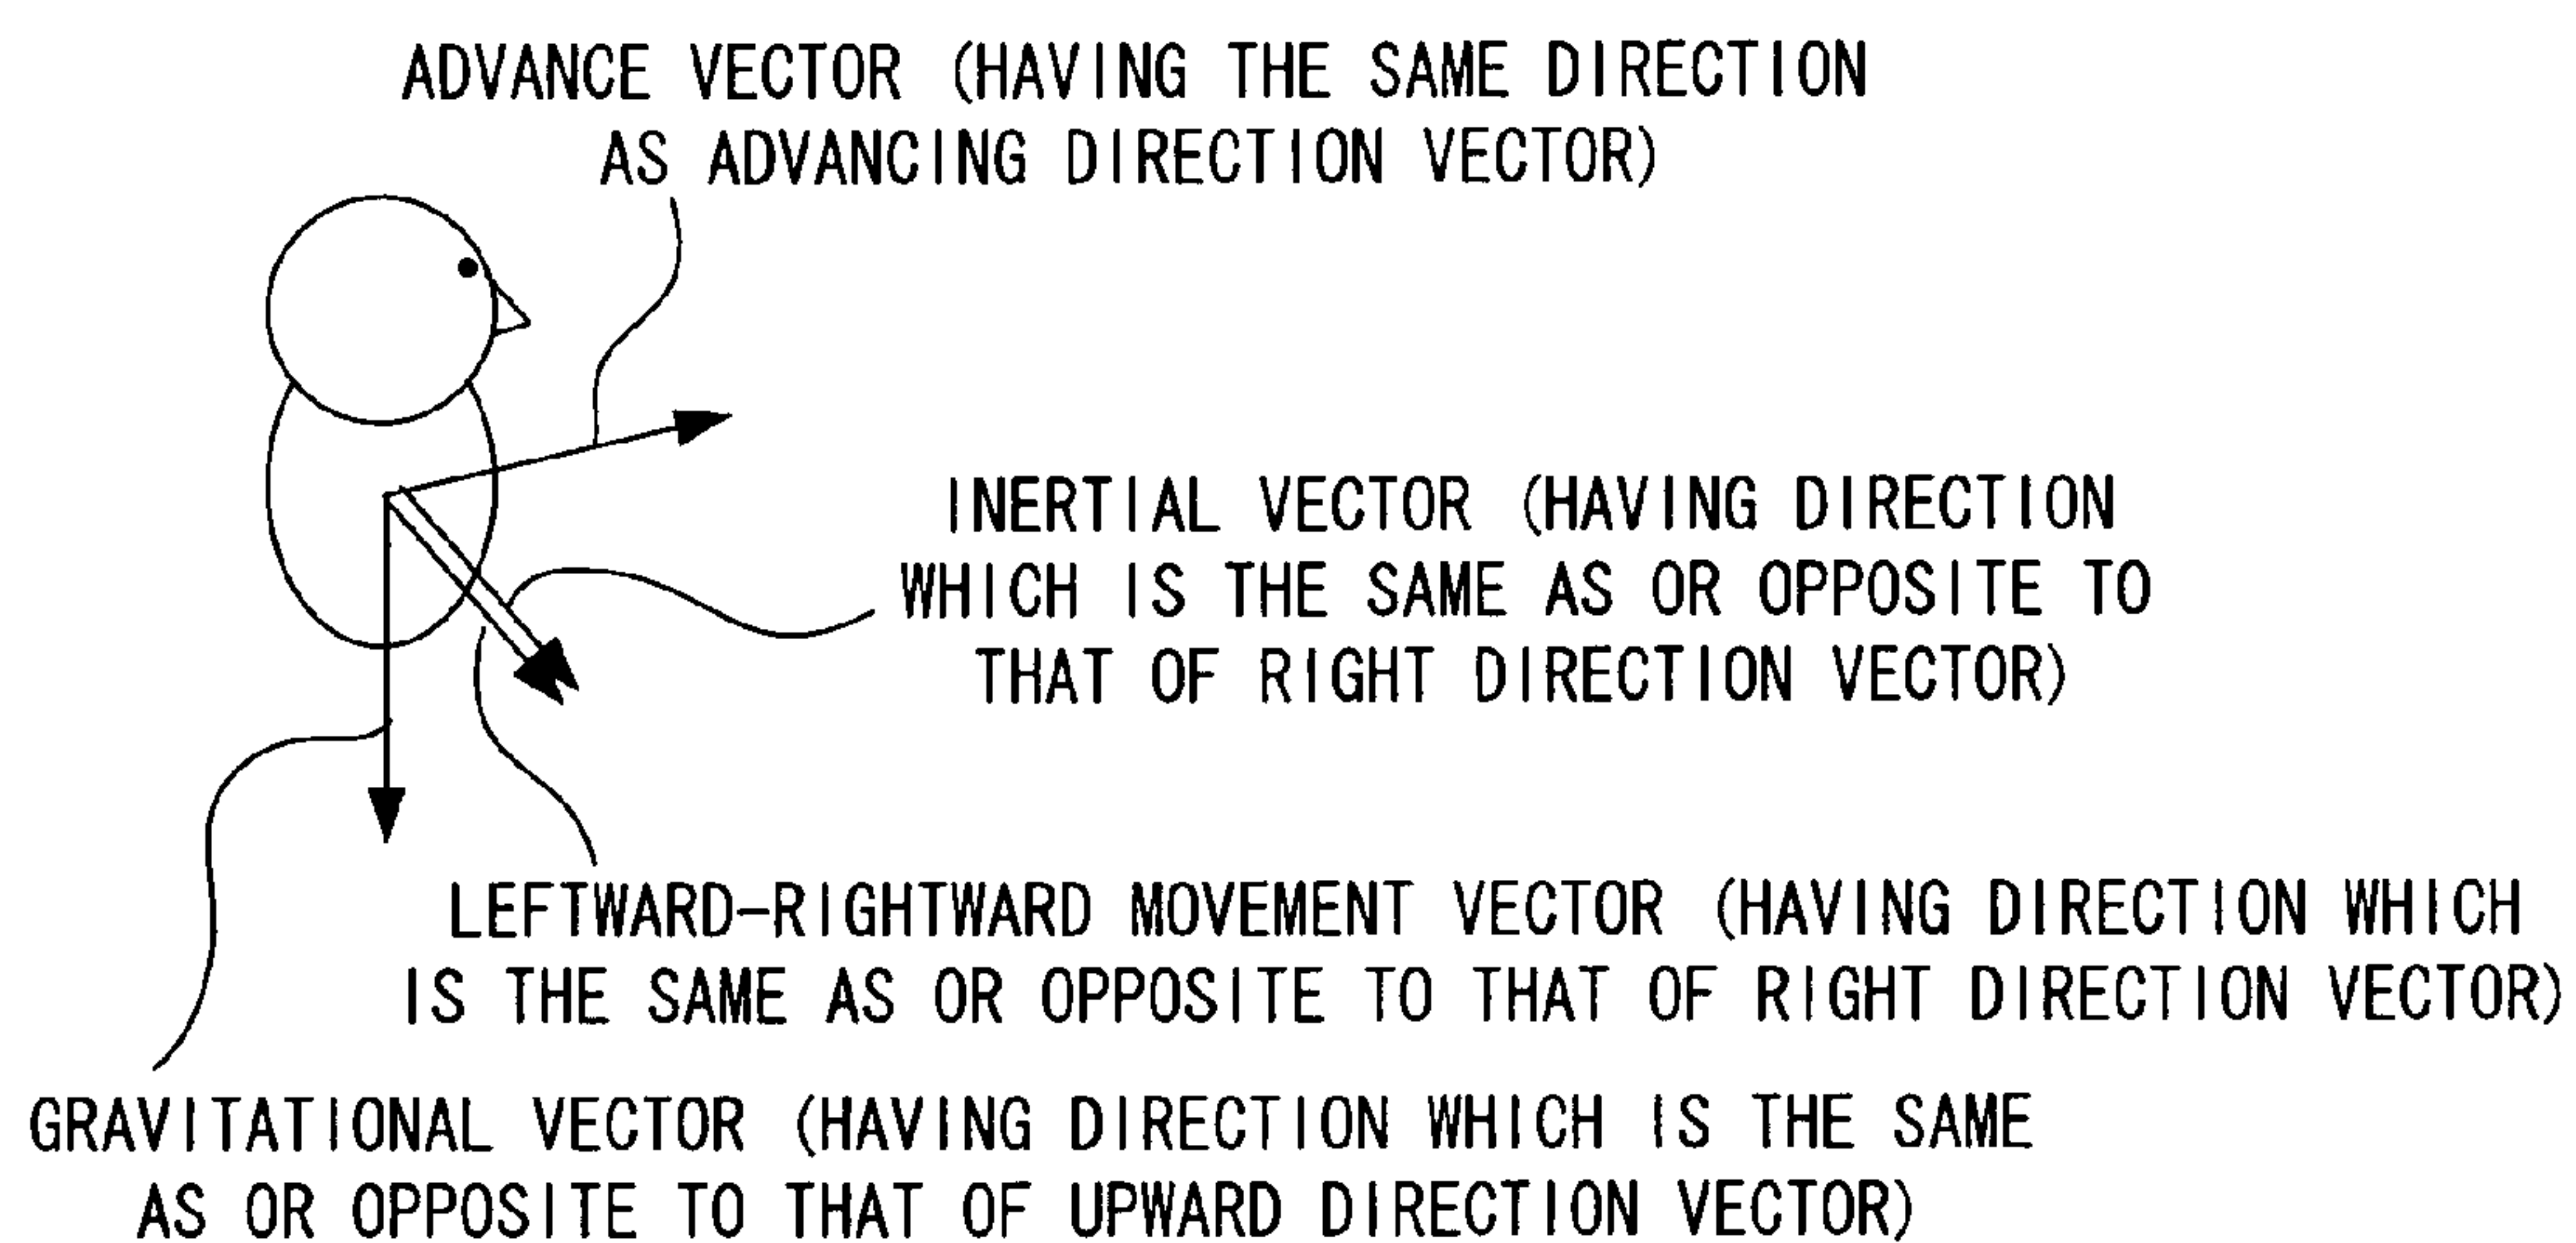 ADVANCE VECTOR (HAVING THE SAME DIRECTION
AS ADVANCING DIRECTION VECTOR)
INERTIAL VECTOR (HAVING DIRECTION
WHICH IS THE SAME AS OR OPPOSITE TO
THAT OF RIGHT DIRECTION VECTOR)
LEFTWARD-RIGHTWARD MOVEMENT VECTOR (HAVING DIRECTION WHICH
IS THE SAME AS OR OPPOSITE TO THAT OF RIGHT DIRECTION VECTOR)
GRAVITATIONAL VECTOR (HAVING DIRECTION WHICH IS THE SAME
AS OR OPPOSITE TO THAT OF UPWARD DIRECTION VECTOR)